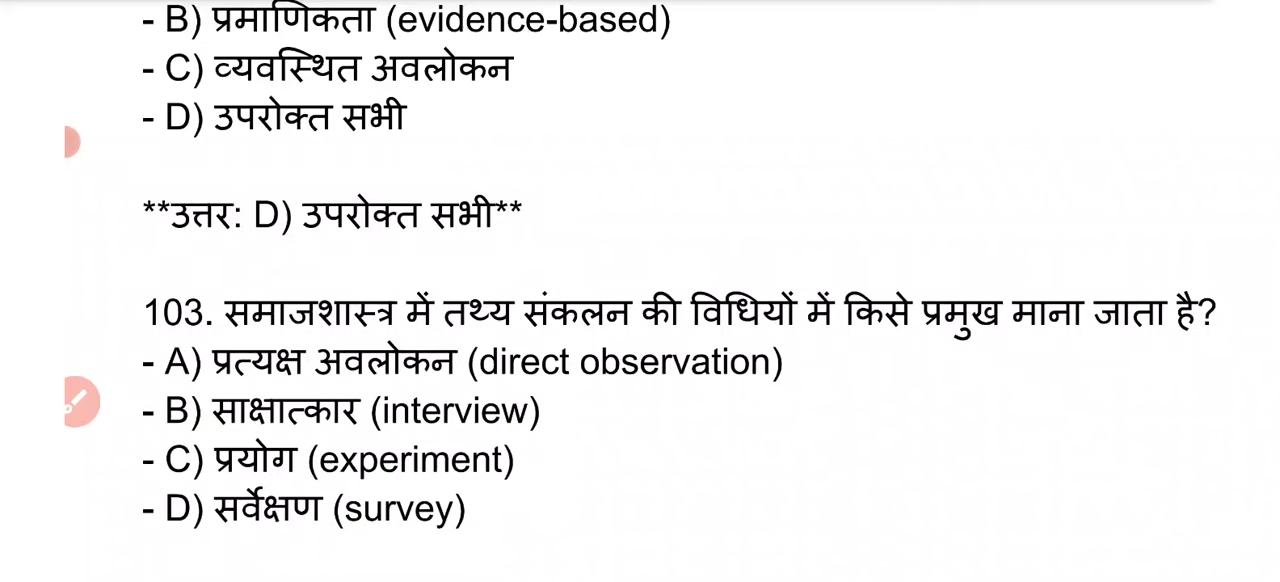 - B) प्रमाणिकता (evidence-based)
- C) व्यवस्थित अवलोकन
- D) उपरोक्त सभी
**उत्तर: D) उपरोक्त सभी**
103. समाजशास्त्र में तथ्य संकलन की विधियों में किसे प्रमुख माना जाता है?
- A) प्रत्यक्ष अवलोकन (direct observation)
- B) साक्षात्कार (interview)
- C) प्रयोग (experiment)
- D) सर्वेक्षण (survey)